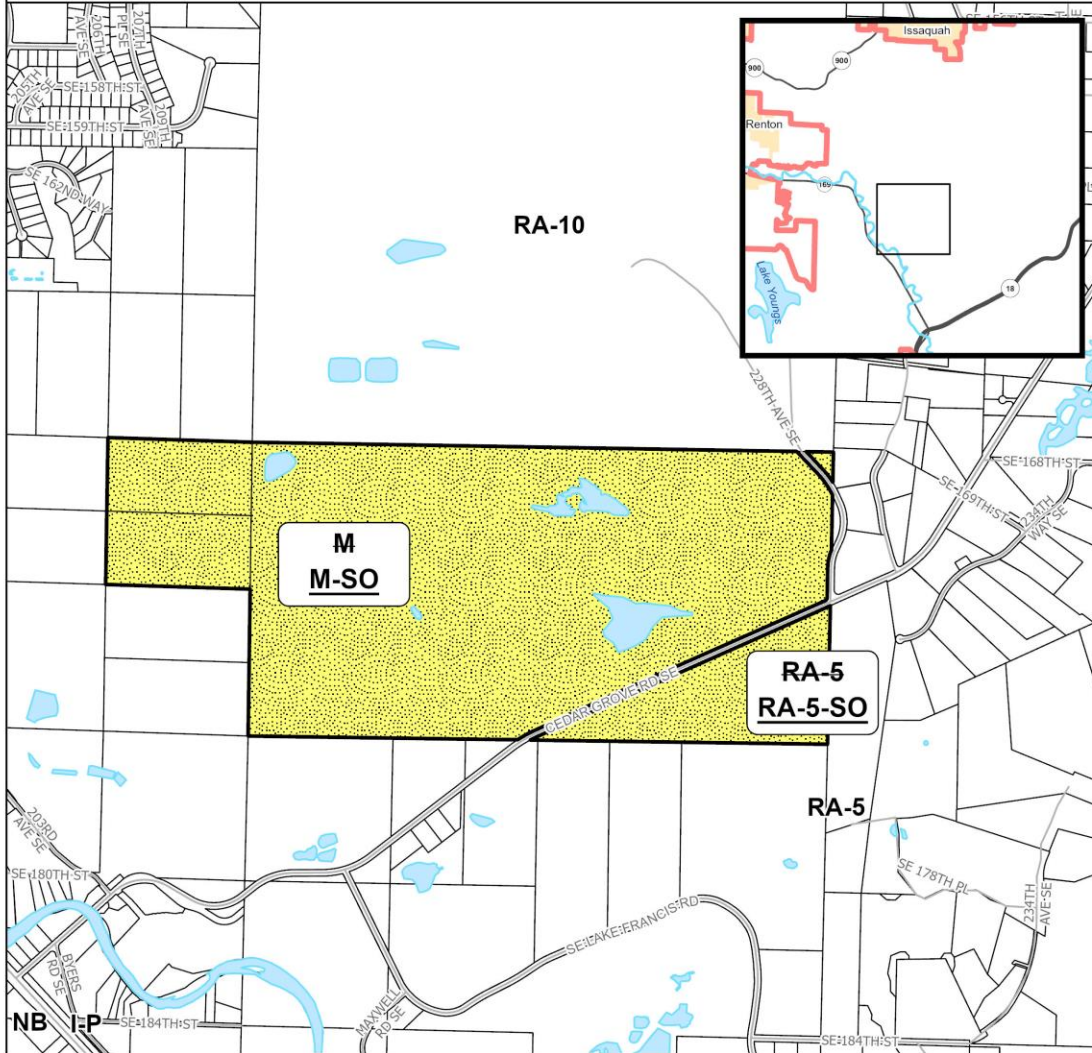 207TH
PL SE
206TH
AVE SE
205TH
AVE SE
SE 158TH ST
SE 159TH ST
209TH
AVE SE
SE 162ND WAY
RA-10
Issaquah
900
900
Renton
169
Lake Youngs
18
228TH AVE SE
SE 168TH ST
SE 169TH ST
234TH
WAY SE
M
M-SO
RA-5
RA-5-SO
CEDAR GROVE RD SE
RA-5
203RD
AVE SE
SE 180TH ST
SE 178TH PL
234TH
AVE SE
SE LAKE FRANCIS RD
BYERS
RD SE
MAXWELL
RD SE
NB
I-P
SE 184TH ST
SE 184TH ST